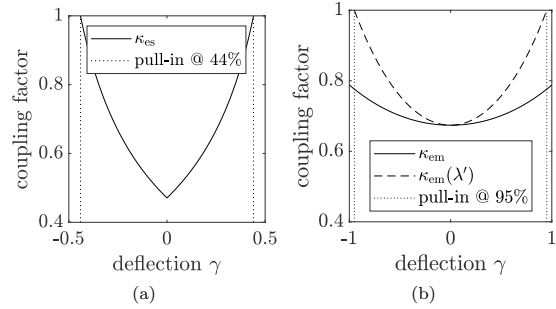 1
0.8
0.6
0.4
coupling factor
κes
pull-in @ 44%
-0.5
0
0.5
deflection γ
(a)
1
0.8
0.6
0.4
coupling factor
κem
κem(λ′)
pull-in @ 95%
-1
0
1
deflection γ
(b)